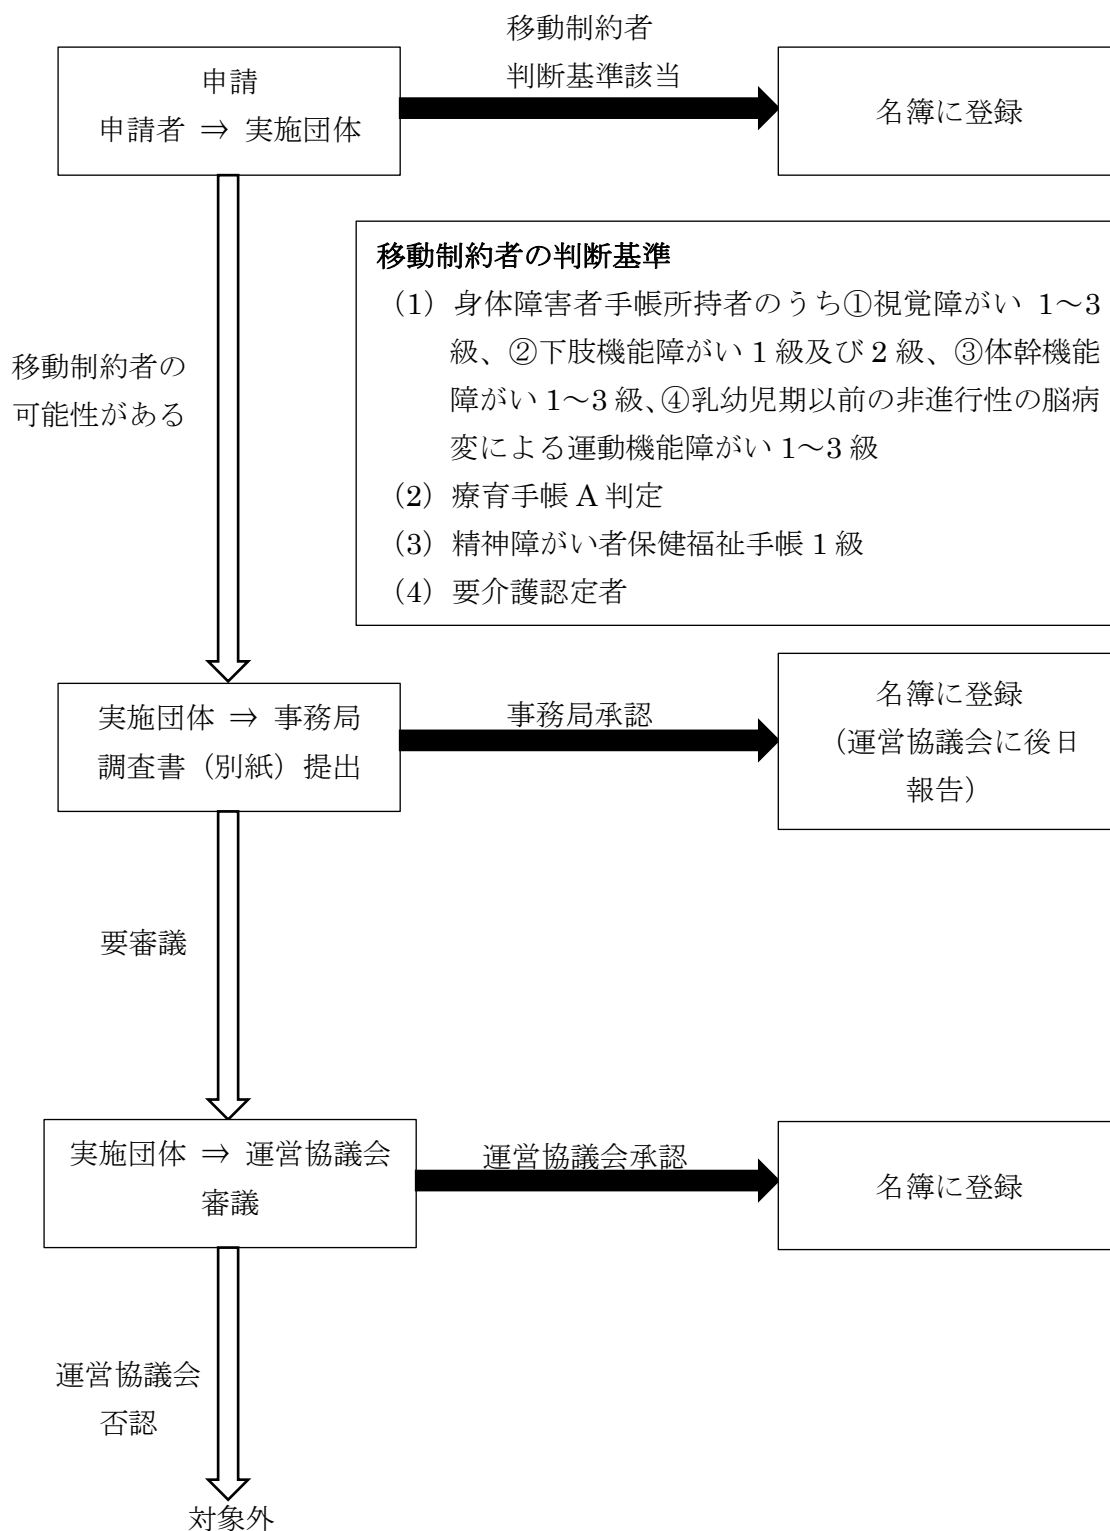 移動制約者
判断基準該当
申請
申請者 ⇒ 実施団体
名簿に登録
移動制約者の判断基準
（1）身体障害者手帳所持者のうち①視覚障がい 1～3
級、②下肢機能障がい 1 級及び 2 級、③体幹機能
障がい 1～3 級、④乳幼児期以前の非進行性の脳病
変による運動機能障がい 1～3 級
（2）療育手帳 A 判定
（3）精神障がい者保健福祉手帳 1 級
（4）要介護認定者
移動制約者の
可能性がある
実施団体 ⇒ 事務局
調査書（別紙）提出
事務局承認
名簿に登録
（運営協議会に後日
報告）
要審議
実施団体 ⇒ 運営協議会
審議
運営協議会承認
名簿に登録
運営協議会
否認
対象外